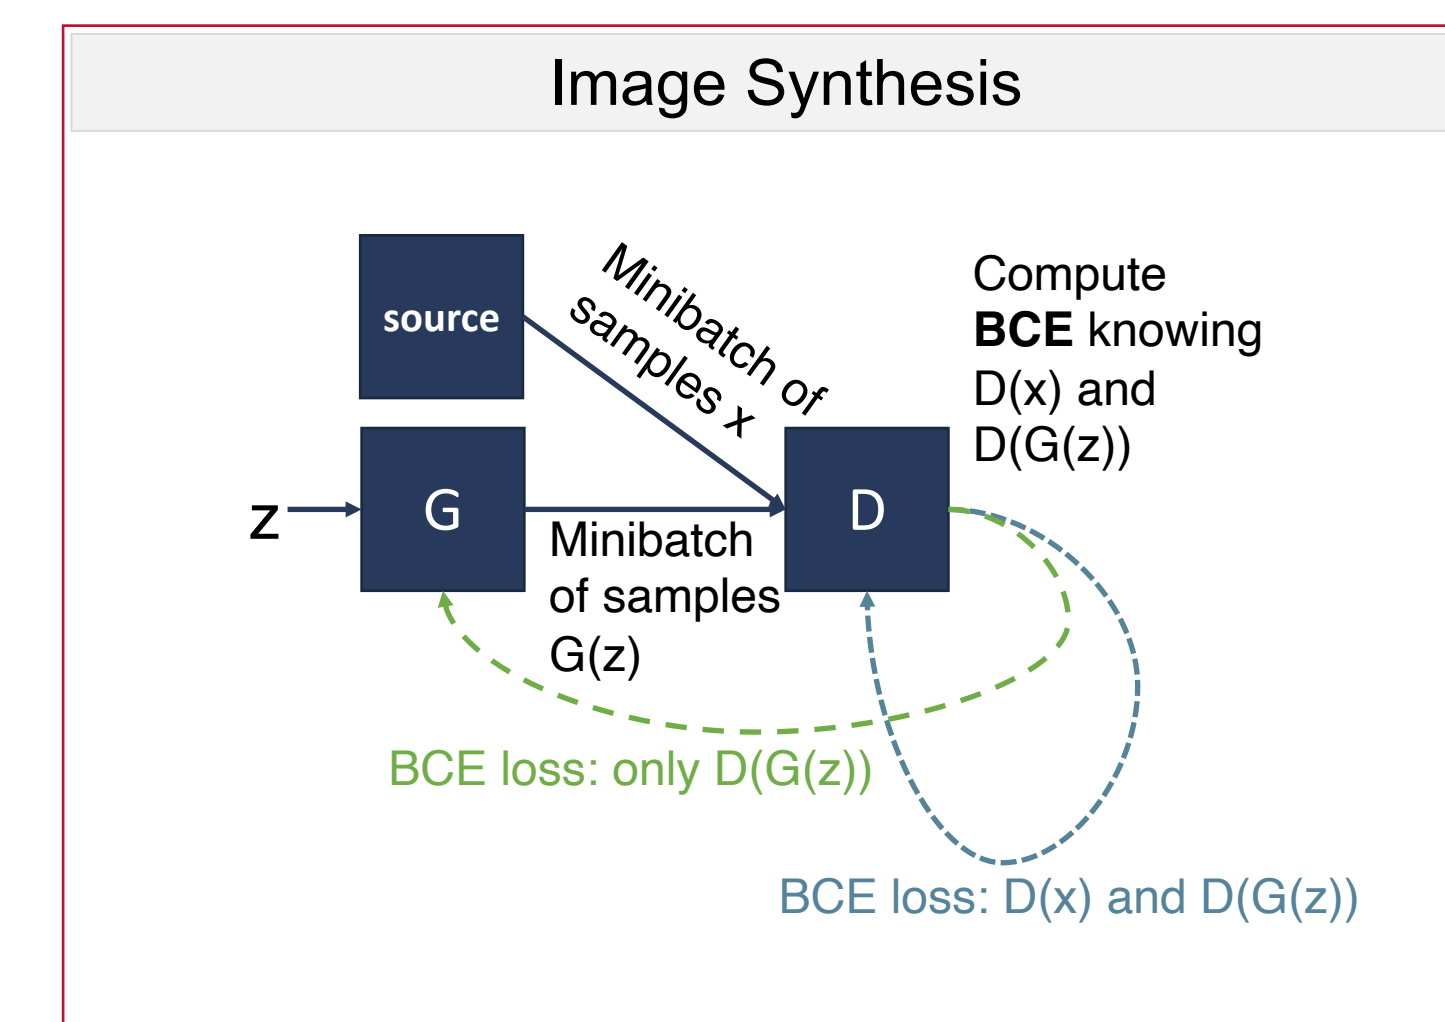 Image Synthesis
source
Minibatch of
samples x
Compute
BCE knowing
D(x) and
D(G(z))
z
G
D
Minibatch
of samples
G(z)
BCE loss: only D(G(z))
BCE loss: D(x) and D(G(z))